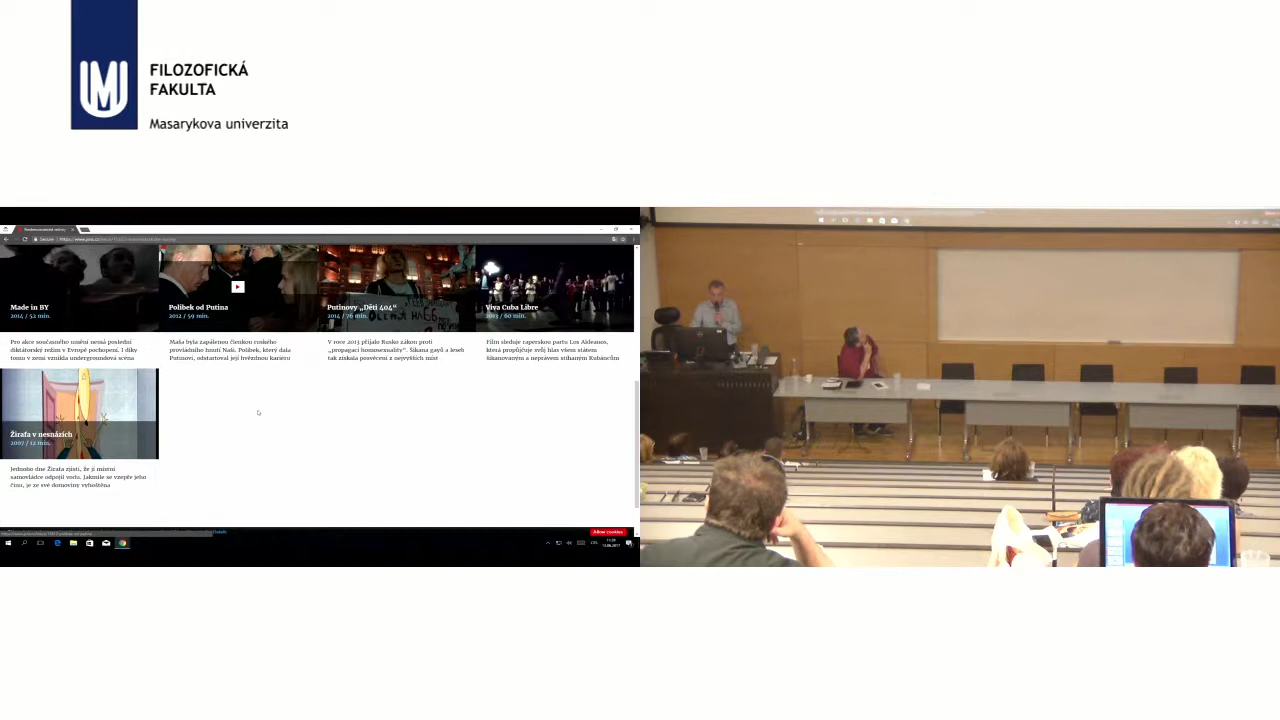 FILOZOFICKÁ
FAKULTA
Masarykova univerzita
Made in BY
2014 / 52 min.
Polibek od Putina
2012 / 59 min.
Putinovy „Děti 404“
2014 / 76 min.
Viva Cuba Libre
2013 / 60 min.
Pro akce současného umění nemá poslední
diktátorský režim v Evropě pochopení. I díky
tomu v zemi vznikla undergroundová scéna
Máša byla zapálenou členkou ruského
provládního hnutí Naši. Polibek, který dala
Putinovi, odstartoval její hvězdnou kariéru
V roce 2013 přijalo Rusko zákon proti
„propagaci homosexuality“. Šikana gayů a leseb
tak získala posvěcení z nejvyšších míst
Film sleduje raperskou partu Los Aldeanos,
která propůjčuje svůj hlas všem státem
šikanovaným a neprávem stíhaným Kubáncům
Žirafa v nesnázích
2007 / 12 min.
Jednoho dne Žirafa zjistí, že jí místní
samovládce odpojil vodu. Jakmile se vzepře jeho
činu, je ze své domoviny vyhoštěna
Details
Allow cookies